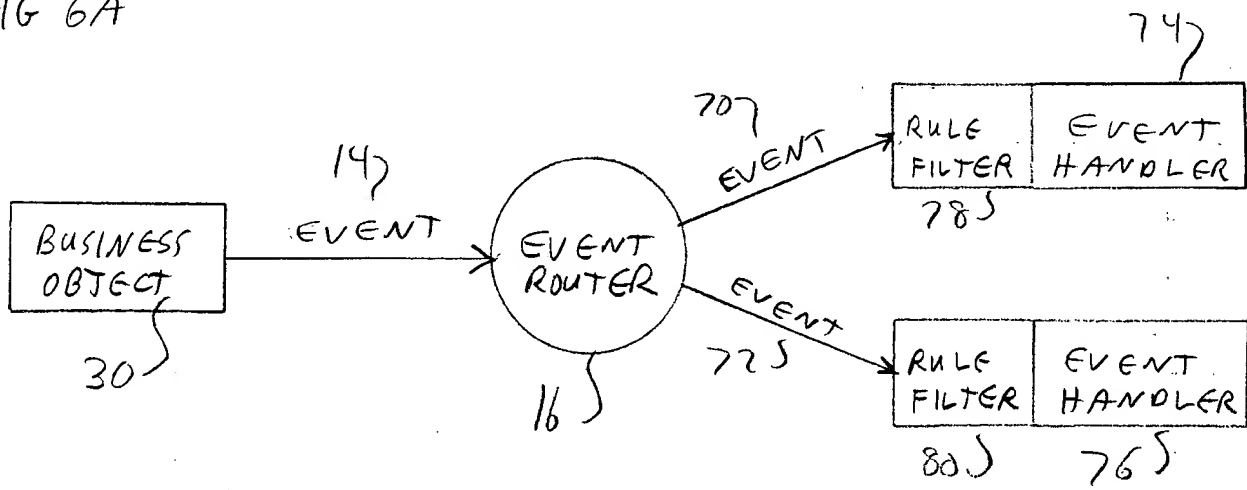 IG 6A
74
70
EVENT
RULE
FILTER
EVENT
HANDLER
78
14
EVENT
BUSINESS
OBJECT
30
EVENT
ROUTER
16
EVENT
72
RULE
FILTER
EVENT
HANDLER
80
76